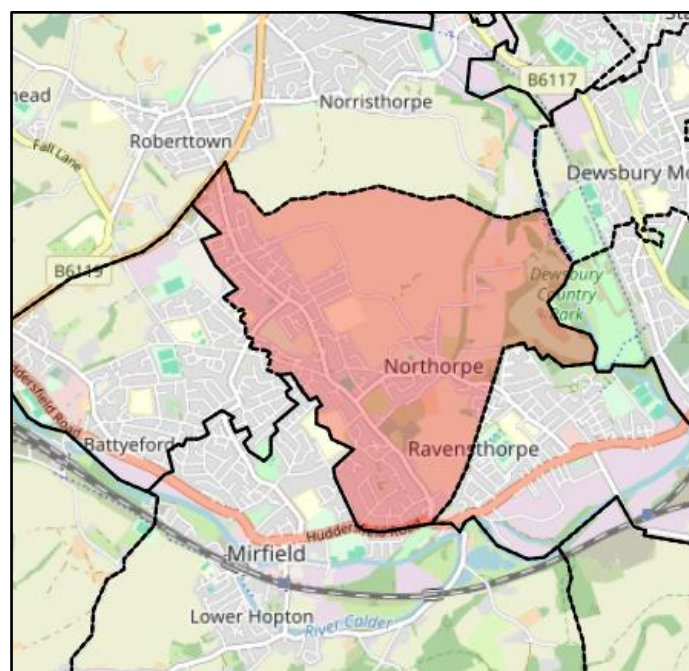 B6117
Norristhorpe
head
Roberttown
Fall Lane
Dewsbury Mo
B6119
Dewsbury
Country
Park
Northorpe
Huddersfield Road
Battyeford
Ravensthorpe
Mirfield
Lower Hopton
River Calder